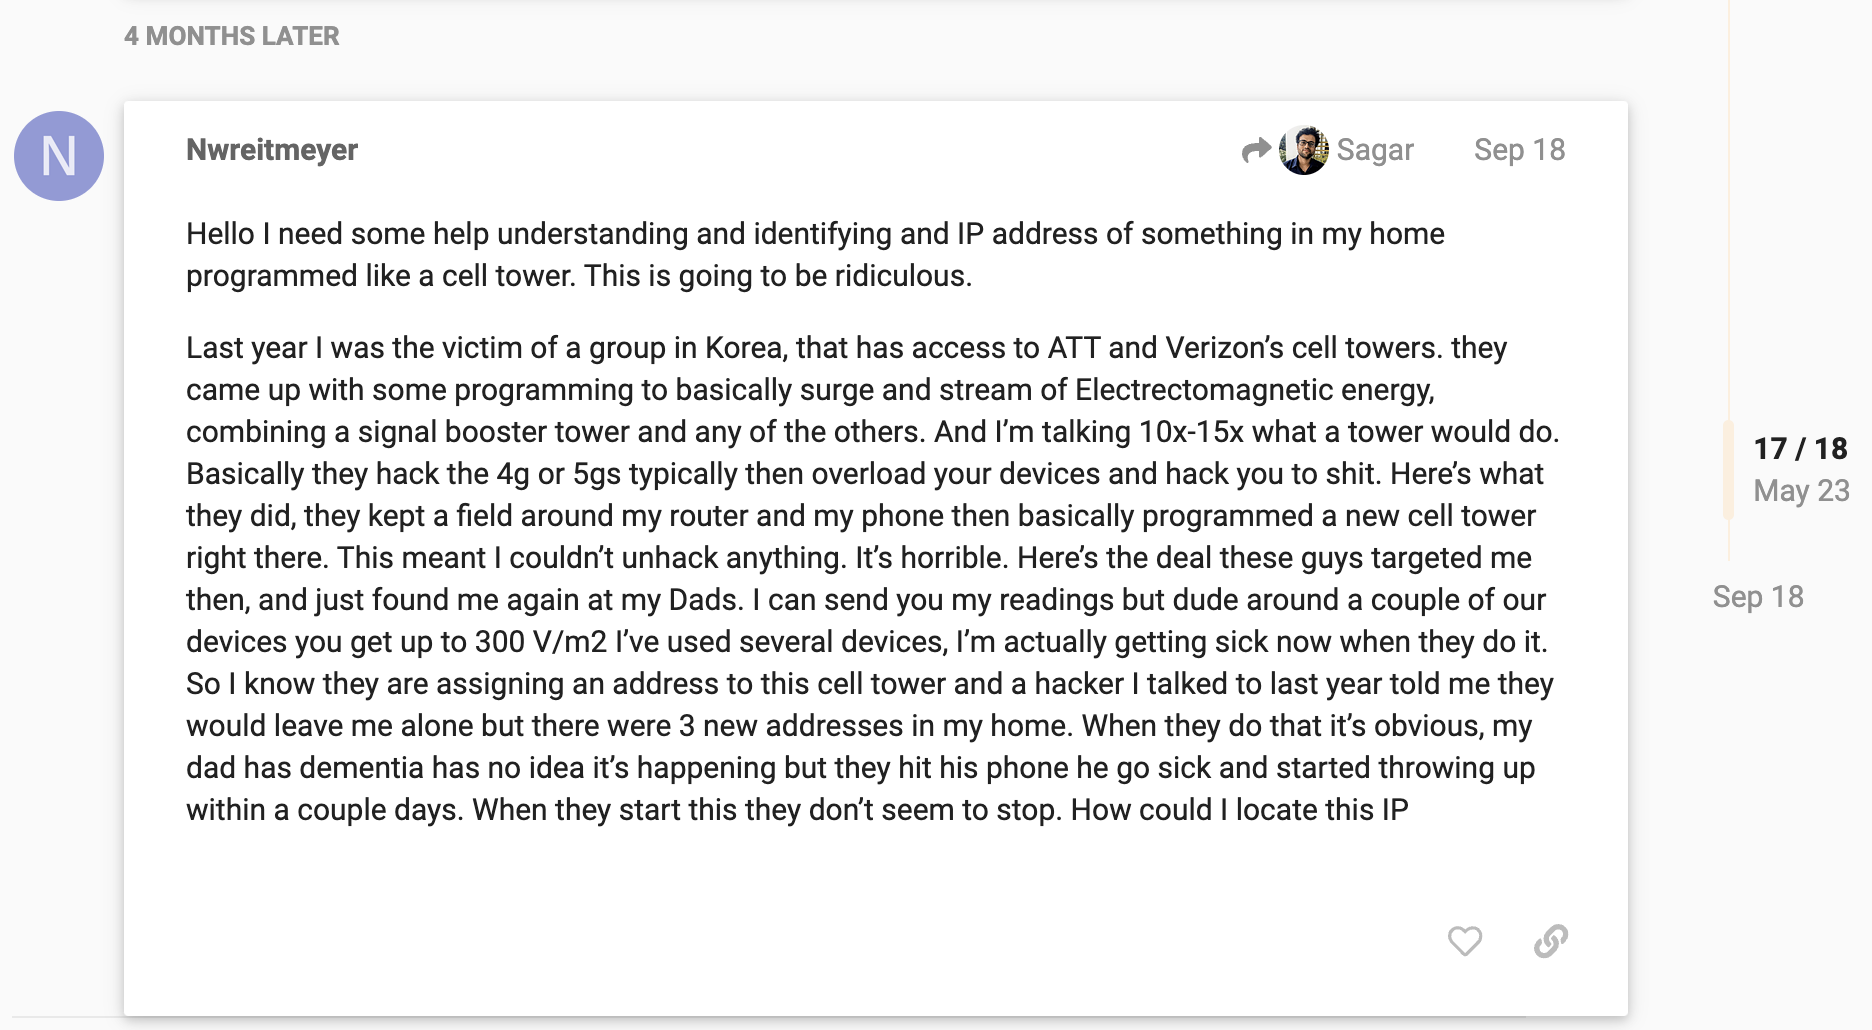 4 MONTHS LATER
N
Nwreitmeyer
Sagar
Sep 18
Hello I need some help understanding and identifying and IP address of something in my home
programmed like a cell tower. This is going to be ridiculous.
Last year I was the victim of a group in Korea, that has access to ATT and Verizon’s cell towers. they
came up with some programming to basically surge and stream of Electrectomagnetic energy,
combining a signal booster tower and any of the others. And I’m talking 10x-15x what a tower would do.
Basically they hack the 4g or 5gs typically then overload your devices and hack you to shit. Here’s what
they did, they kept a field around my router and my phone then basically programmed a new cell tower
right there. This meant I couldn’t unhack anything. It’s horrible. Here’s the deal these guys targeted me
then, and just found me again at my Dads. I can send you my readings but dude around a couple of our
devices you get up to 300 V/m2 I’ve used several devices, I’m actually getting sick now when they do it.
So I know they are assigning an address to this cell tower and a hacker I talked to last year told me they
would leave me alone but there were 3 new addresses in my home. When they do that it’s obvious, my
dad has dementia has no idea it’s happening but they hit his phone he go sick and started throwing up
within a couple days. When they start this they don’t seem to stop. How could I locate this IP
17 / 18
May 23
Sep 18